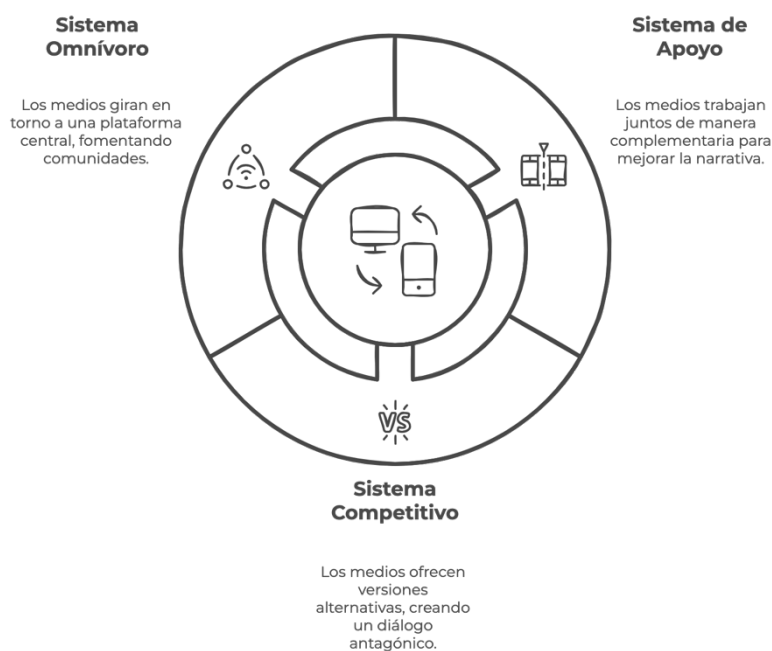 Sistema
Omnívoro
Los medios giran en
torno a una plataforma
central, fomentando
comunidades.
Sistema de
Apoyo
Los medios trabajan
juntos de manera
complementaria para
mejorar la narrativa.
VS
Sistema
Competitivo
Los medios ofrecen
versiones
alternativas, creando
un diálogo
antagónico.